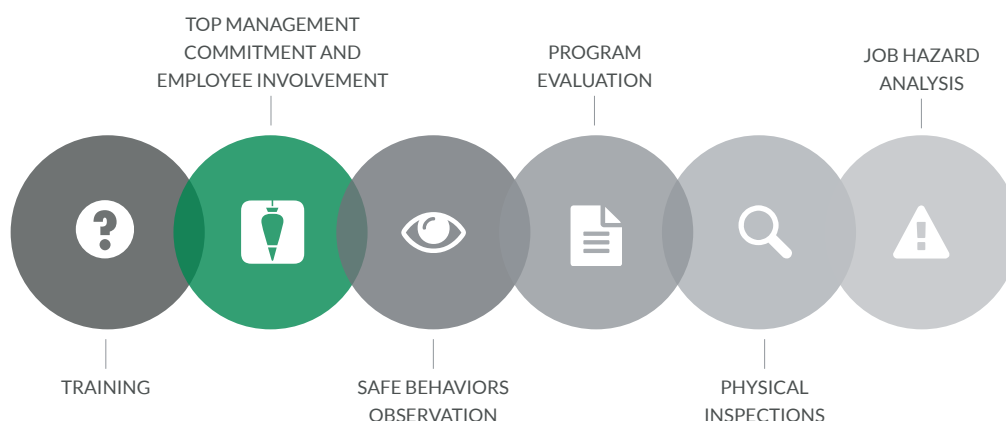 TOP MANAGEMENT
COMMITMENT AND
EMPLOYEE INVOLVEMENT
PROGRAM
EVALUATION
JOB HAZARD
ANALYSIS
TRAINING
SAFE BEHAVIORS
OBSERVATION
PHYSICAL
INSPECTIONS